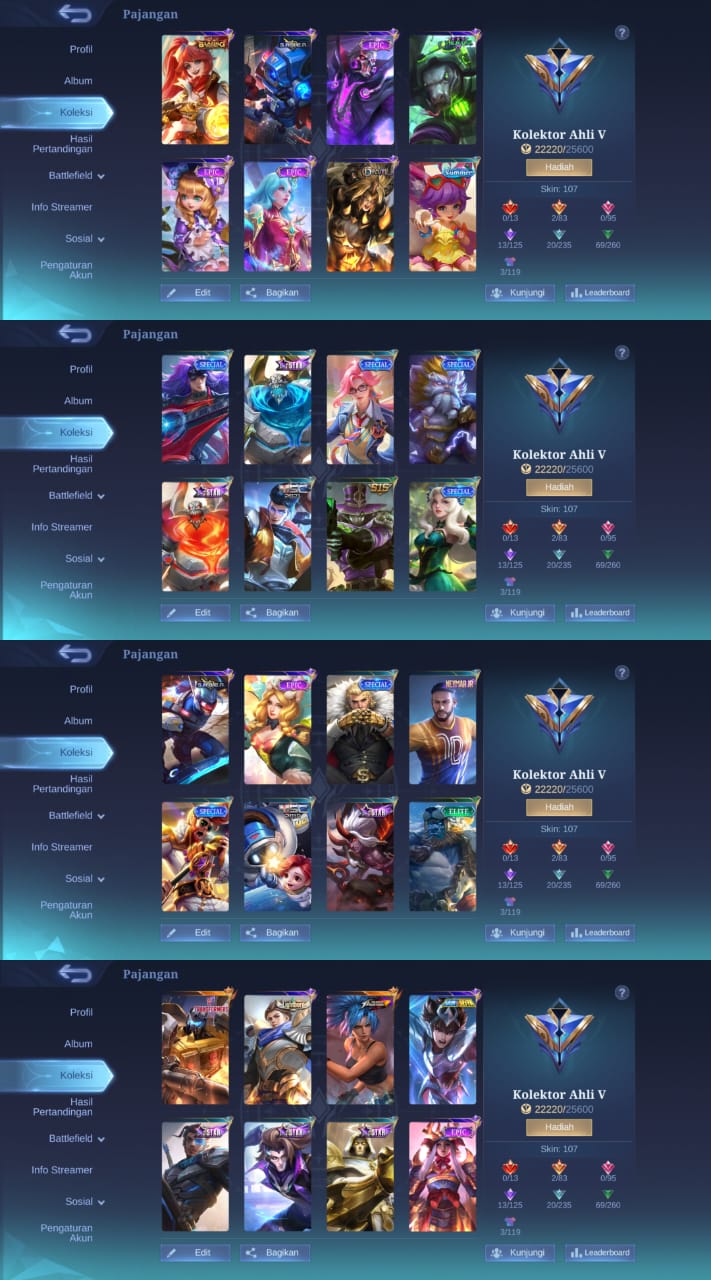 Pajangan
Profil
Album
Koleksi
Hasil
Pertandingan
Battlefield
Info Streamer
Sosial
Pengaturan
Akun
SABER
EPIC
EPIC
EPIC
Summer
Edit
Bagikan
?
Kolektor Ahli V
22220/25600
Hadiah
Skin: 107
0/13
2/83
0/95
13/125
20/235
69/260
3/119
Kunjungi
Leaderboard
Pajangan
Profil
Album
Koleksi
Hasil
Pertandingan
Battlefield
Info Streamer
Sosial
Pengaturan
Akun
SPECIAL
STAR
SPECIAL
SPECIAL
STAR
515
SPECIAL
Edit
Bagikan
?
Kolektor Ahli V
22220/25600
Hadiah
Skin: 107
0/13
2/83
0/95
13/125
20/235
69/260
3/119
Kunjungi
Leaderboard
Pajangan
Profil
Album
Koleksi
Hasil
Pertandingan
Battlefield
Info Streamer
Sosial
Pengaturan
Akun
SABER
EPIC
SPECIAL
NEYMAR JR
SPECIAL
STAR
ELITE
Edit
Bagikan
?
Kolektor Ahli V
22220/25600
Hadiah
Skin: 107
0/13
2/83
0/95
13/125
20/235
69/260
3/119
Kunjungi
Leaderboard
Pajangan
Profil
Album
Koleksi
Hasil
Pertandingan
Battlefield
Info Streamer
Sosial
Pengaturan
Akun
TRANSFORMERS
Lightborn
STAR
STAR
STAR
EPIC
Edit
Bagikan
?
Kolektor Ahli V
22220/25600
Hadiah
Skin: 107
0/13
2/83
0/95
13/125
20/235
69/260
3/119
Kunjungi
Leaderboard